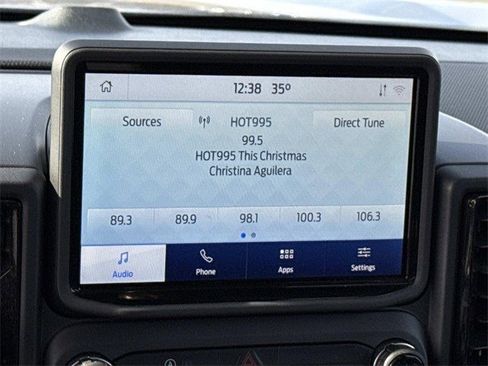 12:38 35°
Sources HOT995 Direct Tune
99.5
HOT995 This Christmas
Christina Aguilera
89.3 89.9 98.1 100.3 106.3
Audio Phone Apps Settings